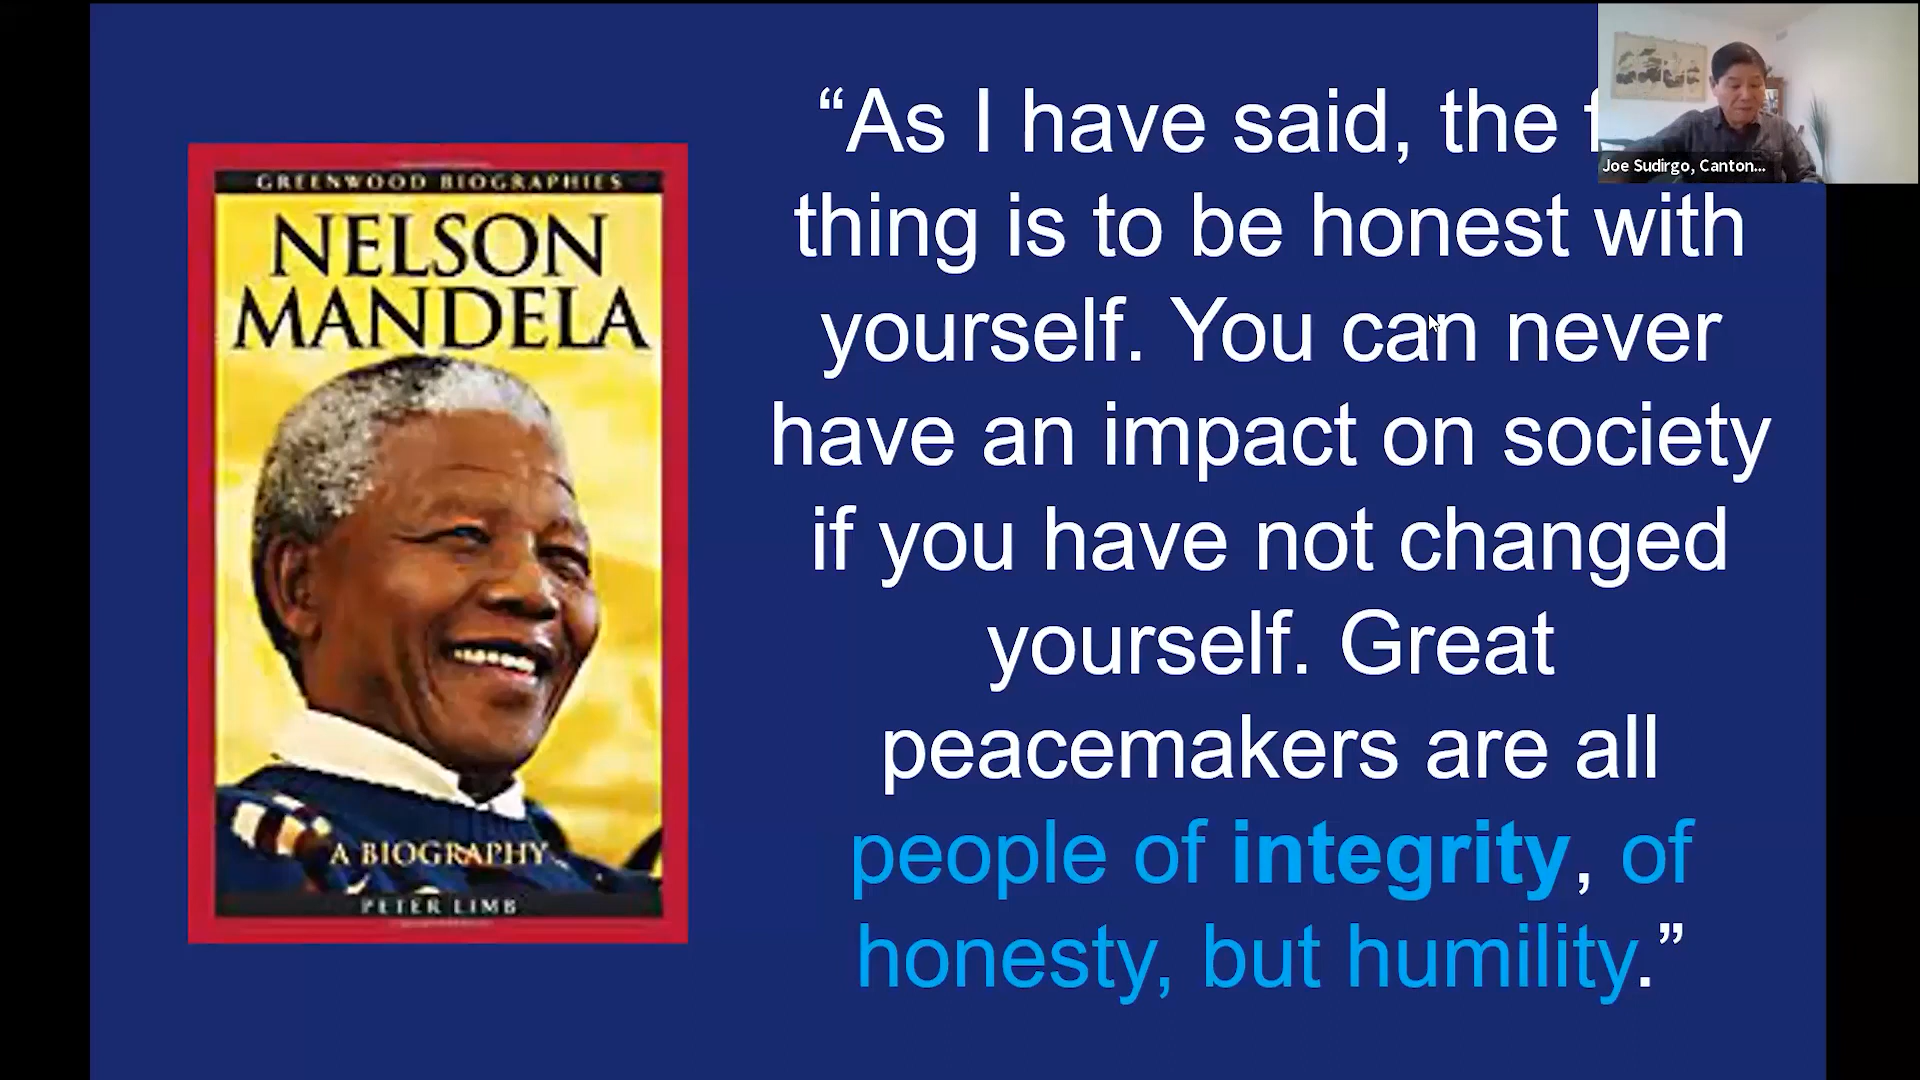 GREENWOOD BIOGRAPHIES
NELSON
MANDELA
A BIOGRAPHY
PETER LIMB
“As I have said, the
thing is to be honest with
yourself. You can never
have an impact on society
if you have not changed
yourself. Great
peacemakers are all
people of integrity, of
honesty, but humility.”
Joe Sudirgo, Canton...